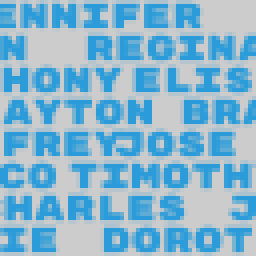 ENNIFER
N REGINA
HONY ELIS
AYTON BRA
FREYJOSE
CO TIMOTH
HARLES J
IE DOROT